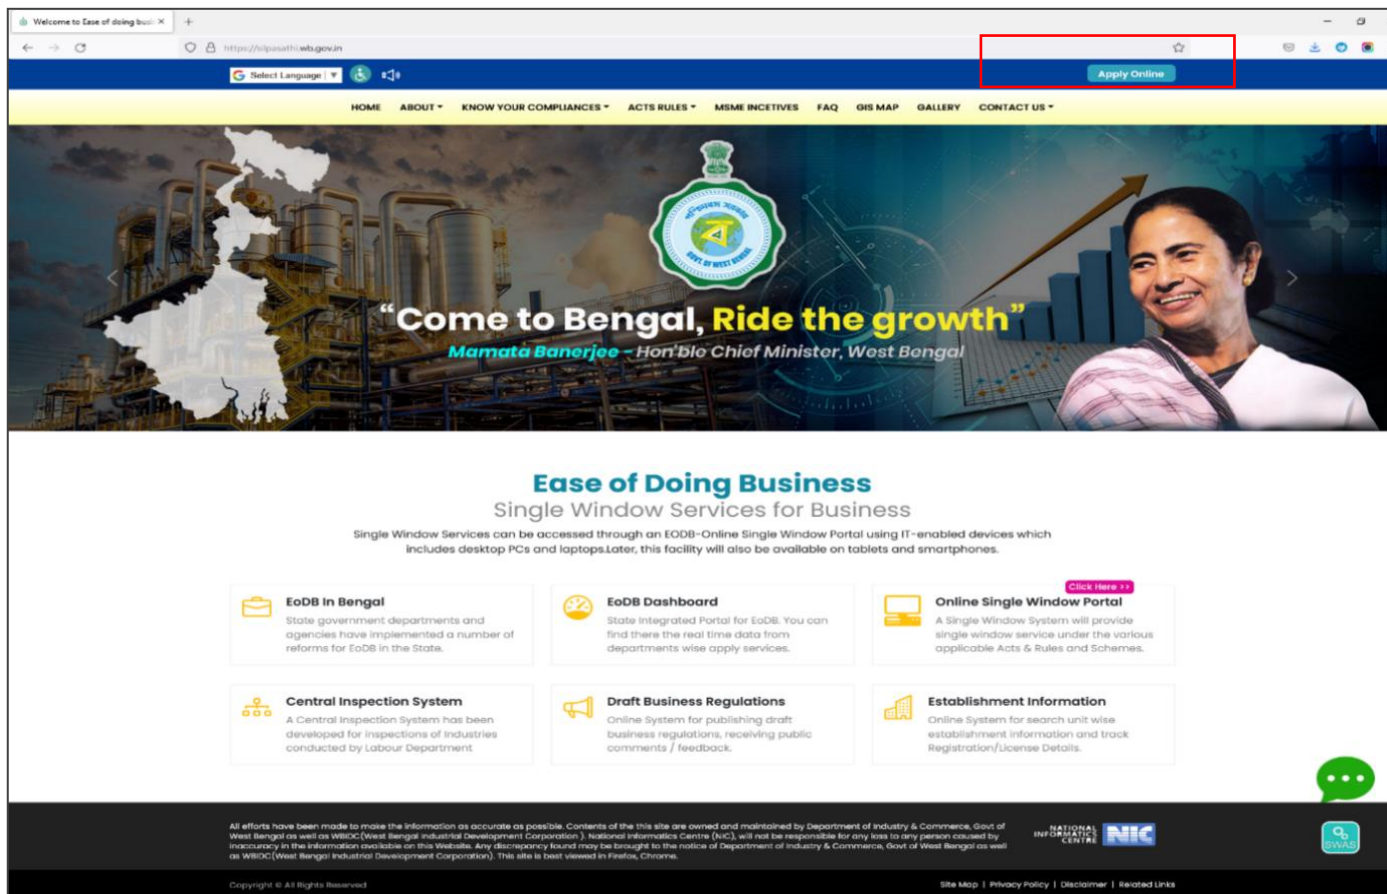 Welcome to Ease of doing busi
https://silpasathi.wb.gov.in
Select Language
Apply Online
HOME ABOUT KNOW YOUR COMPLIANCES ACTS RULES MSME INCETIVES FAQ GIS MAP GALLERY CONTACT US
পশ্চিমবঙ্গ সরকার
ব
GOVT. OF WEST BENGAL
“Come to Bengal, Ride the growth”
Mamata Banerjee - Hon'ble Chief Minister, West Bengal
Ease of Doing Business
Single Window Services for Business
Single Window Services can be accessed through an EODB-Online Single Window Portal using IT-enabled devices which
includes desktop PCs and laptops.Later, this facility will also be available on tablets and smartphones.
EoDB In Bengal
State government departments and
agencies have implemented a number of
reforms for EoDB in the State.
EoDB Dashboard
State Integrated Portal for EoDB. You can
find there the real time data from
departments wise apply services.
Click Here >>
Online Single Window Portal
A Single Window System will provide
single window service under the various
applicable Acts & Rules and Schemes.
Central Inspection System
A Central Inspection System has been
developed for inspections of Industries
conducted by Labour Department
Draft Business Regulations
Online System for publishing draft
business regulations, receiving public
comments / feedback.
Establishment Information
Online System for search unit wise
establishment information and track
Registration/License Details.
All efforts have been made to make the information as accurate as possible. Contents of the this site are owned and maintained by Department of Industry & Commerce, Govt of
West Bengal as well as WBIDC(West Bengal Industrial Development Corporation ). National Informatics Centre (NIC), will not be responsible for any loss to any person caused by
inaccuracy in the information available on this Website. Any discrepancy found may be brought to the notice of Department of Industry & Commerce, Govt of West Bengal as well
as WBIDC(West Bengal Industrial Development Corporation). This site is best viewed in Firefox, Chrome.
NATIONAL
INFORMATICS
CENTRE
NIC
SWAS
Copyright © All Rights Reserved
Site Map | Privacy Policy | Disclaimer | Related Links